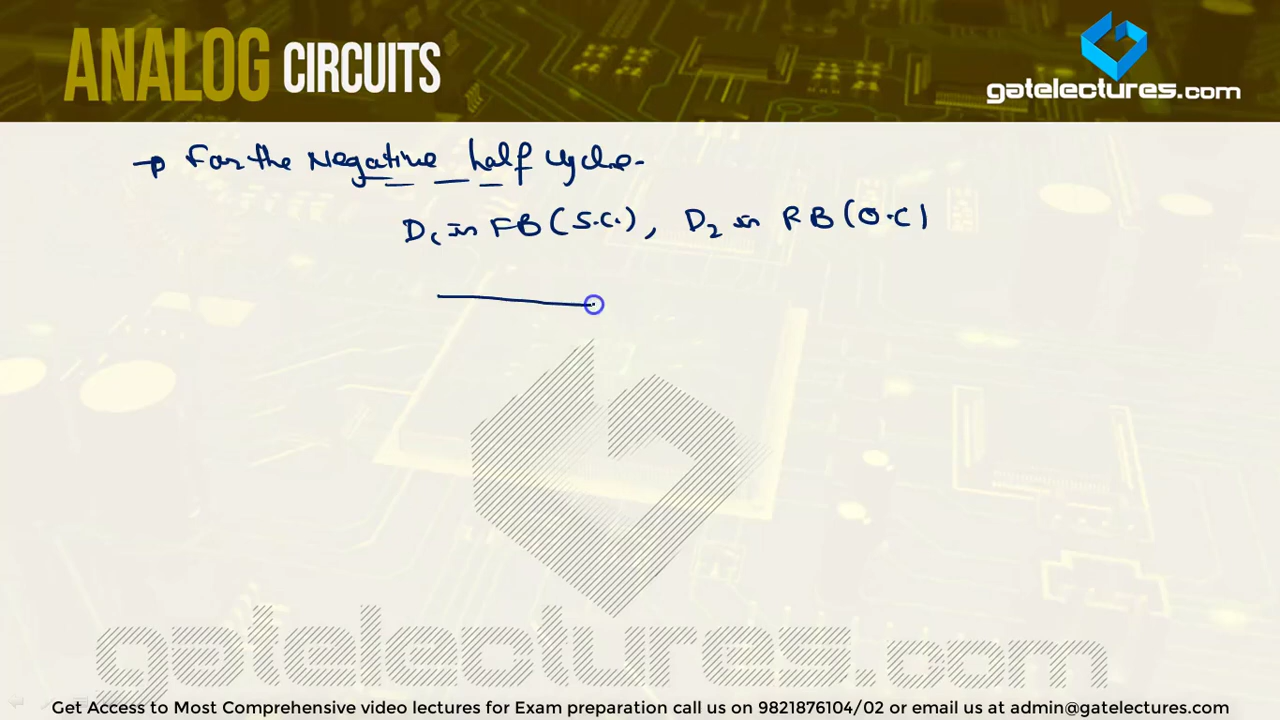 ANALOG CIRCUITS
gatelectures.com
→ For the Negative half cycle.
D1 in FB (S.C.), D2 in RB (O.C)
gatelectures.com
Get Access to Most Comprehensive video lectures for Exam preparation call us on 9821876104/02 or email us at admin@gatelectures.com